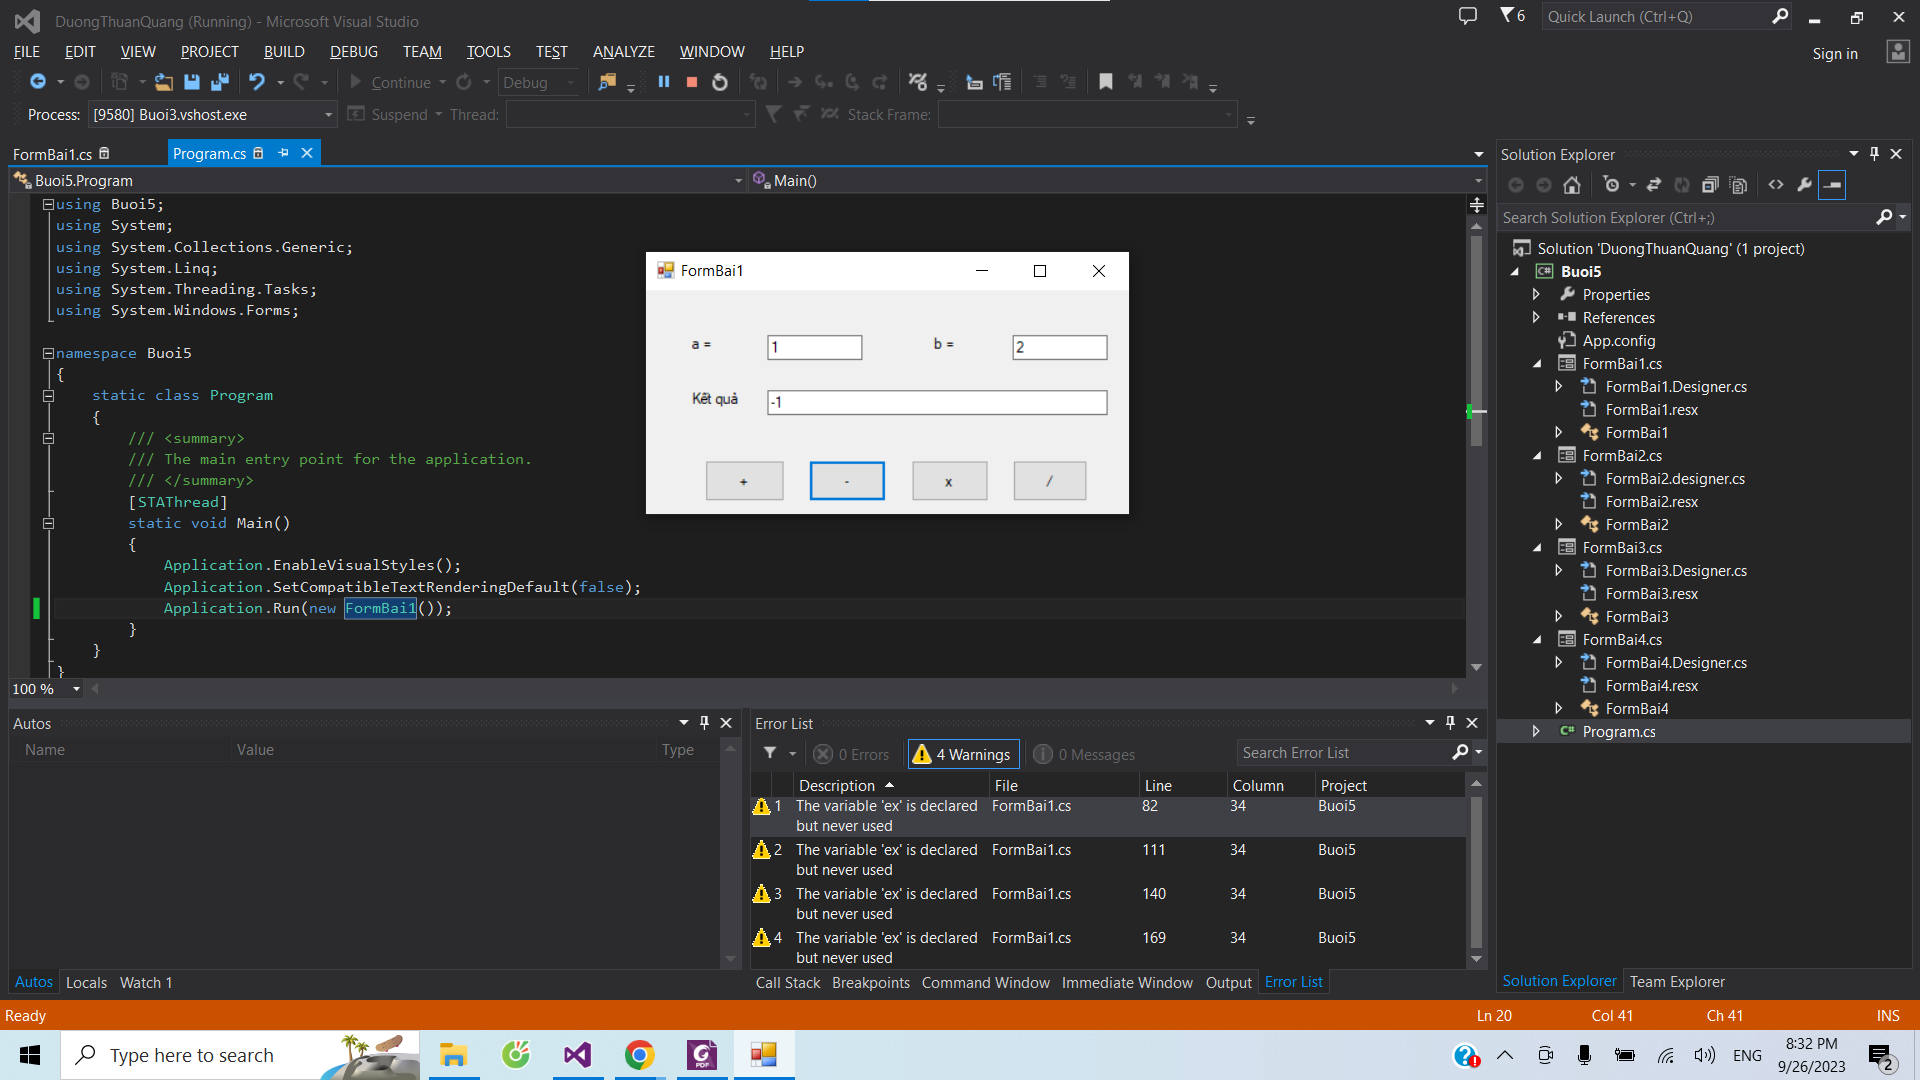 DuongThuanQuang (Running) - Microsoft Visual Studio
6
Quick Launch (Ctrl+Q)
FILE EDIT VIEW PROJECT BUILD DEBUG TEAM TOOLS TEST ANALYZE WINDOW HELP
Sign in
Continue
Debug
Process: [9580] Buoi3.vshost.exe
Suspend
Thread:
Stack Frame:
FormBai1.cs
Program.cs
Buoi5.Program
Main()
using Buoi5;
using System;
using System.Collections.Generic;
using System.Linq;
using System.Threading.Tasks;
using System.Windows.Forms;
namespace Buoi5
{
static class Program
{
/// <summary>
/// The main entry point for the application.
/// </summary>
[STAThread]
static void Main()
{
Application.EnableVisualStyles();
Application.SetCompatibleTextRenderingDefault(false);
Application.Run(new FormBai1());
}
}
}
100 %
FormBai1
a =
1
b =
2
Kết quả
-1
+
-
x
/
Solution Explorer
Search Solution Explorer (Ctrl+;)
Solution 'DuongThuanQuang' (1 project)
C# Buoi5
Properties
References
App.config
FormBai1.cs
FormBai1.Designer.cs
FormBai1.resx
FormBai1
FormBai2.cs
FormBai2.designer.cs
FormBai2.resx
FormBai2
FormBai3.cs
FormBai3.Designer.cs
FormBai3.resx
FormBai3
FormBai4.cs
FormBai4.Designer.cs
FormBai4.resx
FormBai4
C# Program.cs
Solution Explorer
Team Explorer
Autos
Name Value Type
Autos Locals Watch 1
Error List
0 Errors
4 Warnings
0 Messages
Search Error List
Description File Line Column Project
1 The variable 'ex' is declared but never used FormBai1.cs 82 34 Buoi5
2 The variable 'ex' is declared but never used FormBai1.cs 111 34 Buoi5
3 The variable 'ex' is declared but never used FormBai1.cs 140 34 Buoi5
4 The variable 'ex' is declared but never used FormBai1.cs 169 34 Buoi5
Call Stack Breakpoints Command Window Immediate Window Output Error List
Ready
Ln 20
Col 41
Ch 41
INS
Type here to search
PDF
ENG
8:32 PM
9/26/2023
2